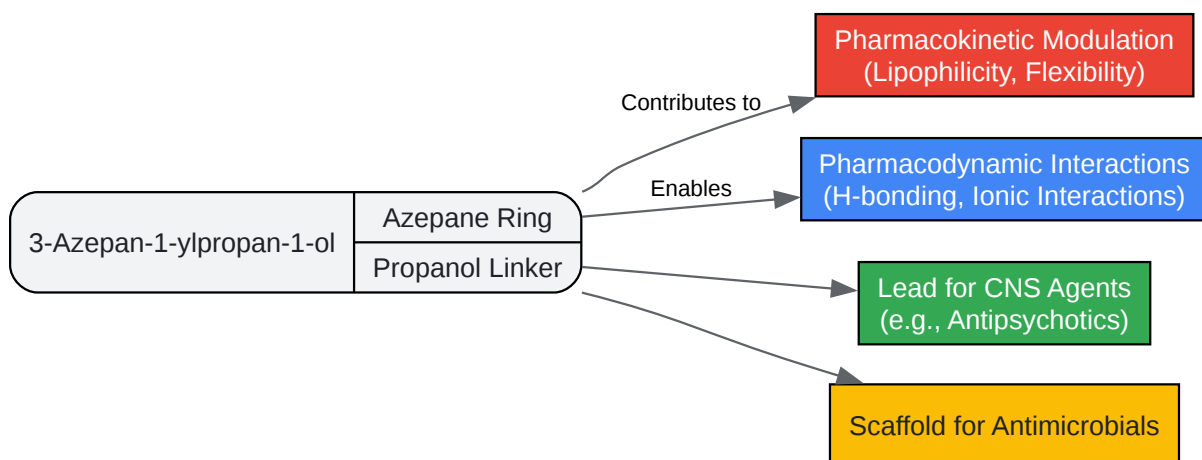 3-Azepan-1-ylpropan-1-ol
Azepane Ring
Propanol Linker
Contributes to
Enables
Pharmacokinetic Modulation
(Lipophilicity, Flexibility)
Pharmacodynamic Interactions
(H-bonding, Ionic Interactions)
Lead for CNS Agents
(e.g., Antipsychotics)
Scaffold for Antimicrobials